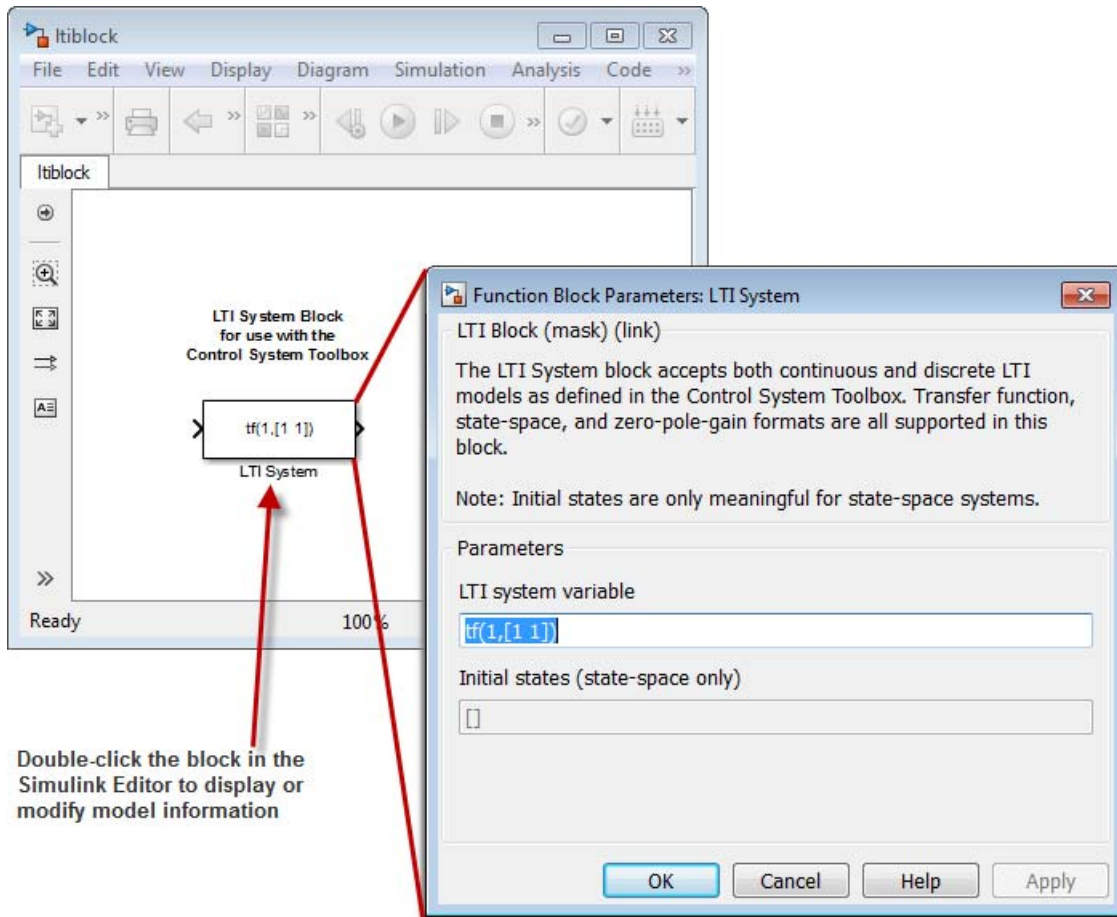 ltiblock
File Edit View Display Diagram Simulation Analysis Code »
» » » »
ltiblock
LTI System Block
for use with the
Control System Toolbox
tf(1,[1 1])
LTI System
»
Ready 100%
Double-click the block in the
Simulink Editor to display or
modify model information
Function Block Parameters: LTI System
LTI Block (mask) (link)
The LTI System block accepts both continuous and discrete LTI
models as defined in the Control System Toolbox. Transfer function,
state-space, and zero-pole-gain formats are all supported in this
block.
Note: Initial states are only meaningful for state-space systems.
Parameters
LTI system variable
tf(1,[1 1])
Initial states (state-space only)
[]
OK Cancel Help Apply